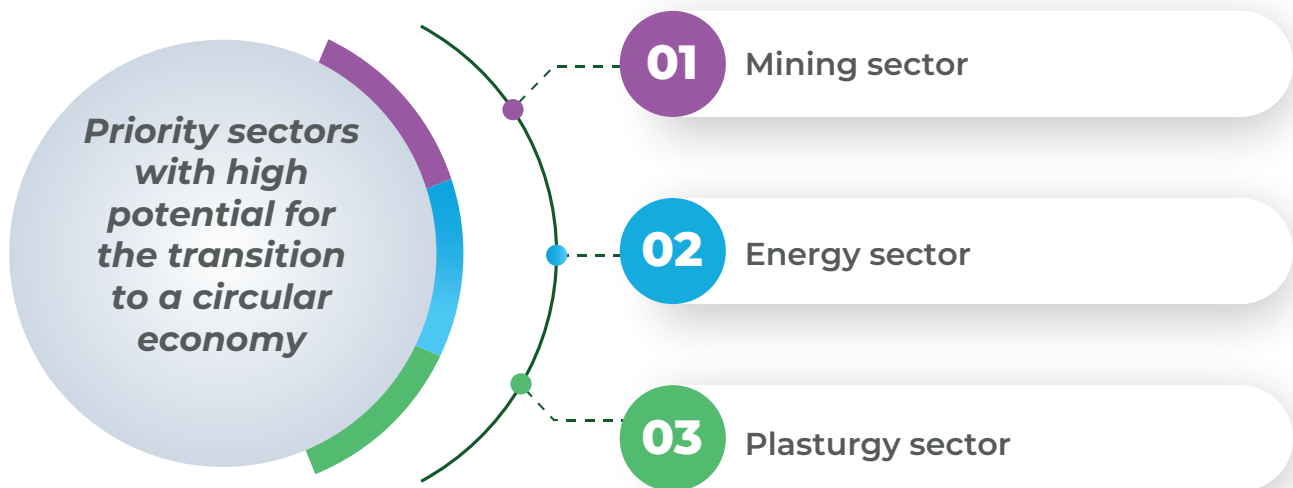 Priority sectors
with high
potential for
the transition
to a circular
economy
01
Mining sector
02
Energy sector
03
Plasturgy sector